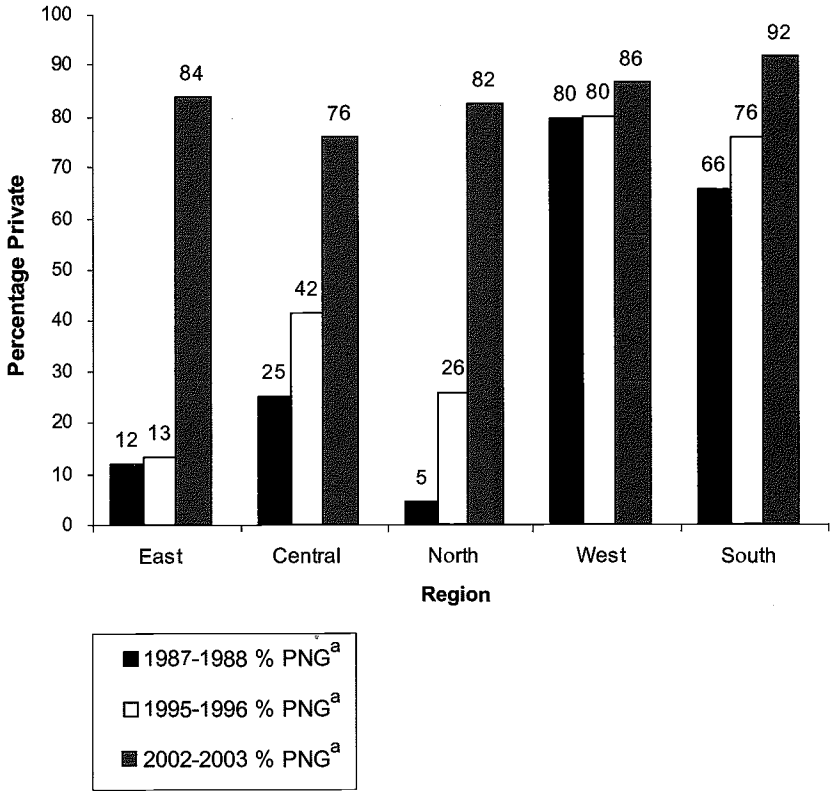 Percentage Private
100
90
80
70
60
50
40
30
20
10
0
12 13 84
25 42 76
5 26 82
80 80 86
66 76 92
East Central North West South
Region
1987-1988 % PNGa
1995-1996 % PNGa
2002-2003 % PNGa